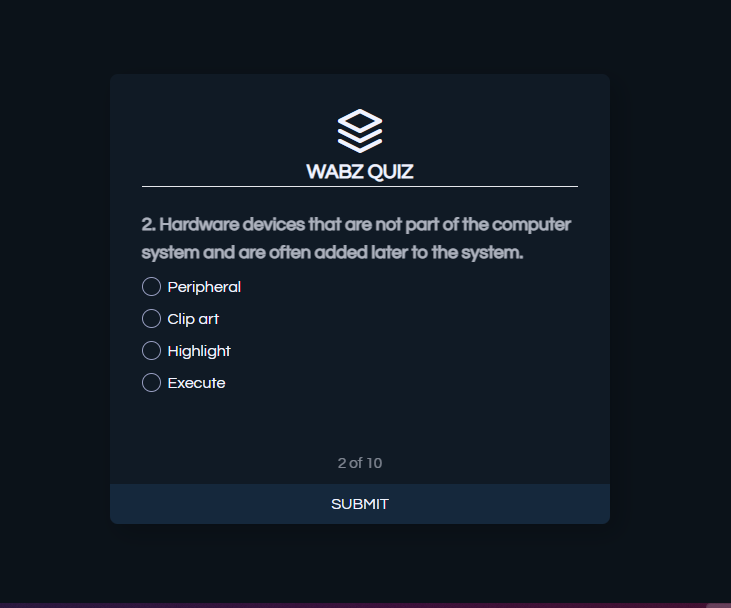 WABZ QUIZ
2. Hardware devices that are not part of the computer
system and are often added later to the system.
Peripheral
Clip art
Highlight
Execute
2 of 10
SUBMIT